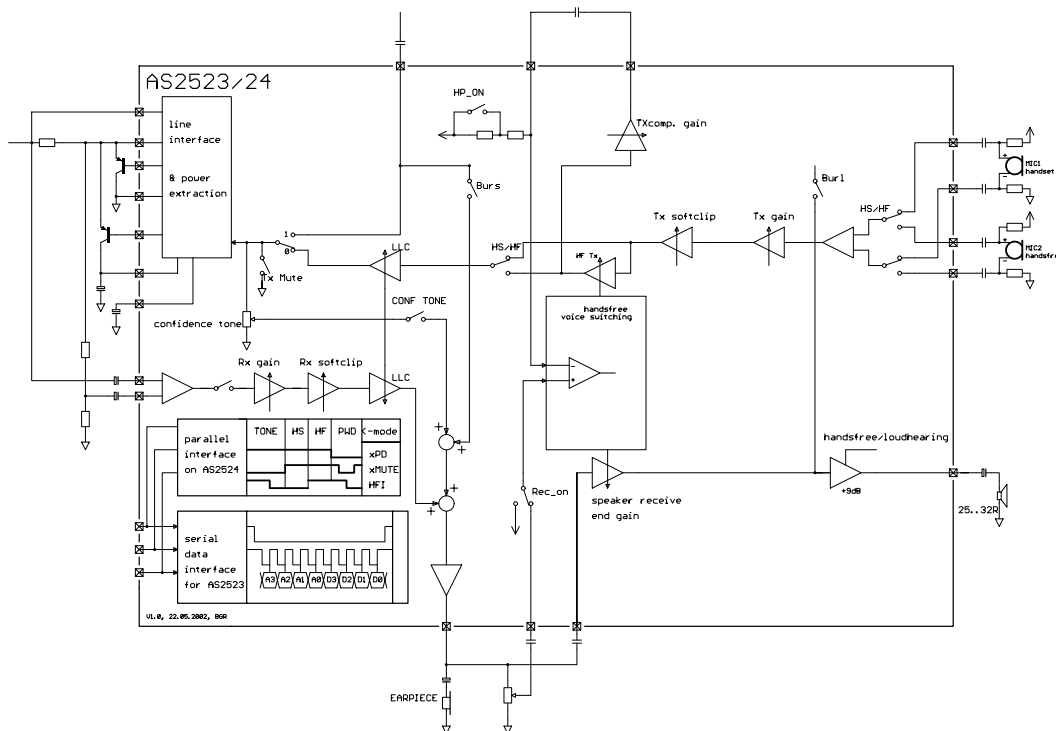 AS2523/24
line
interface
& power
extraction
HP_ON
TXcomp. gain
MIC1
handset
Burs
Burl
HS/HF
MIC2
handsfre
Tx softclip
Tx gain
1
0
LLC
HS/HF
HF Tx
Tx Mute
CONF TONE
handsfree
voice switching
confidence tone
-
+
Rx gain
Rx softclip
LLC
parallel
interface
on AS2524
TONE HS HF PWD <-mode
xPD
xMUTE
HFI
+
+
handsfree/loudhearing
+9dB
Rec_on
speaker receive
end gain
25..32R
+
+
serial
data
interface
for AS2523
A3 A2 A1 A0 D3 D2 D1 D0
V1.0, 22.05.2002, BGR
EARPIECE